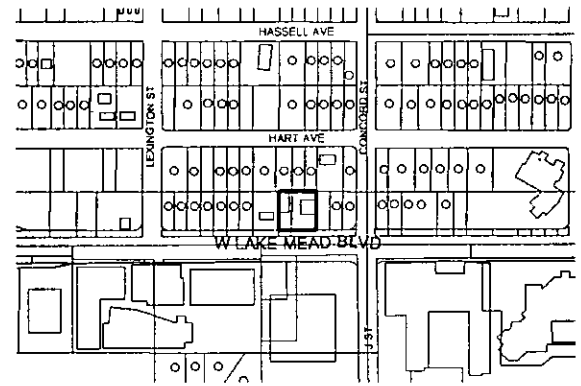 HASSELL AVE
LEXINGTON ST
CONCORD ST
HART AVE
W LAKE MEAD BLVD
J ST